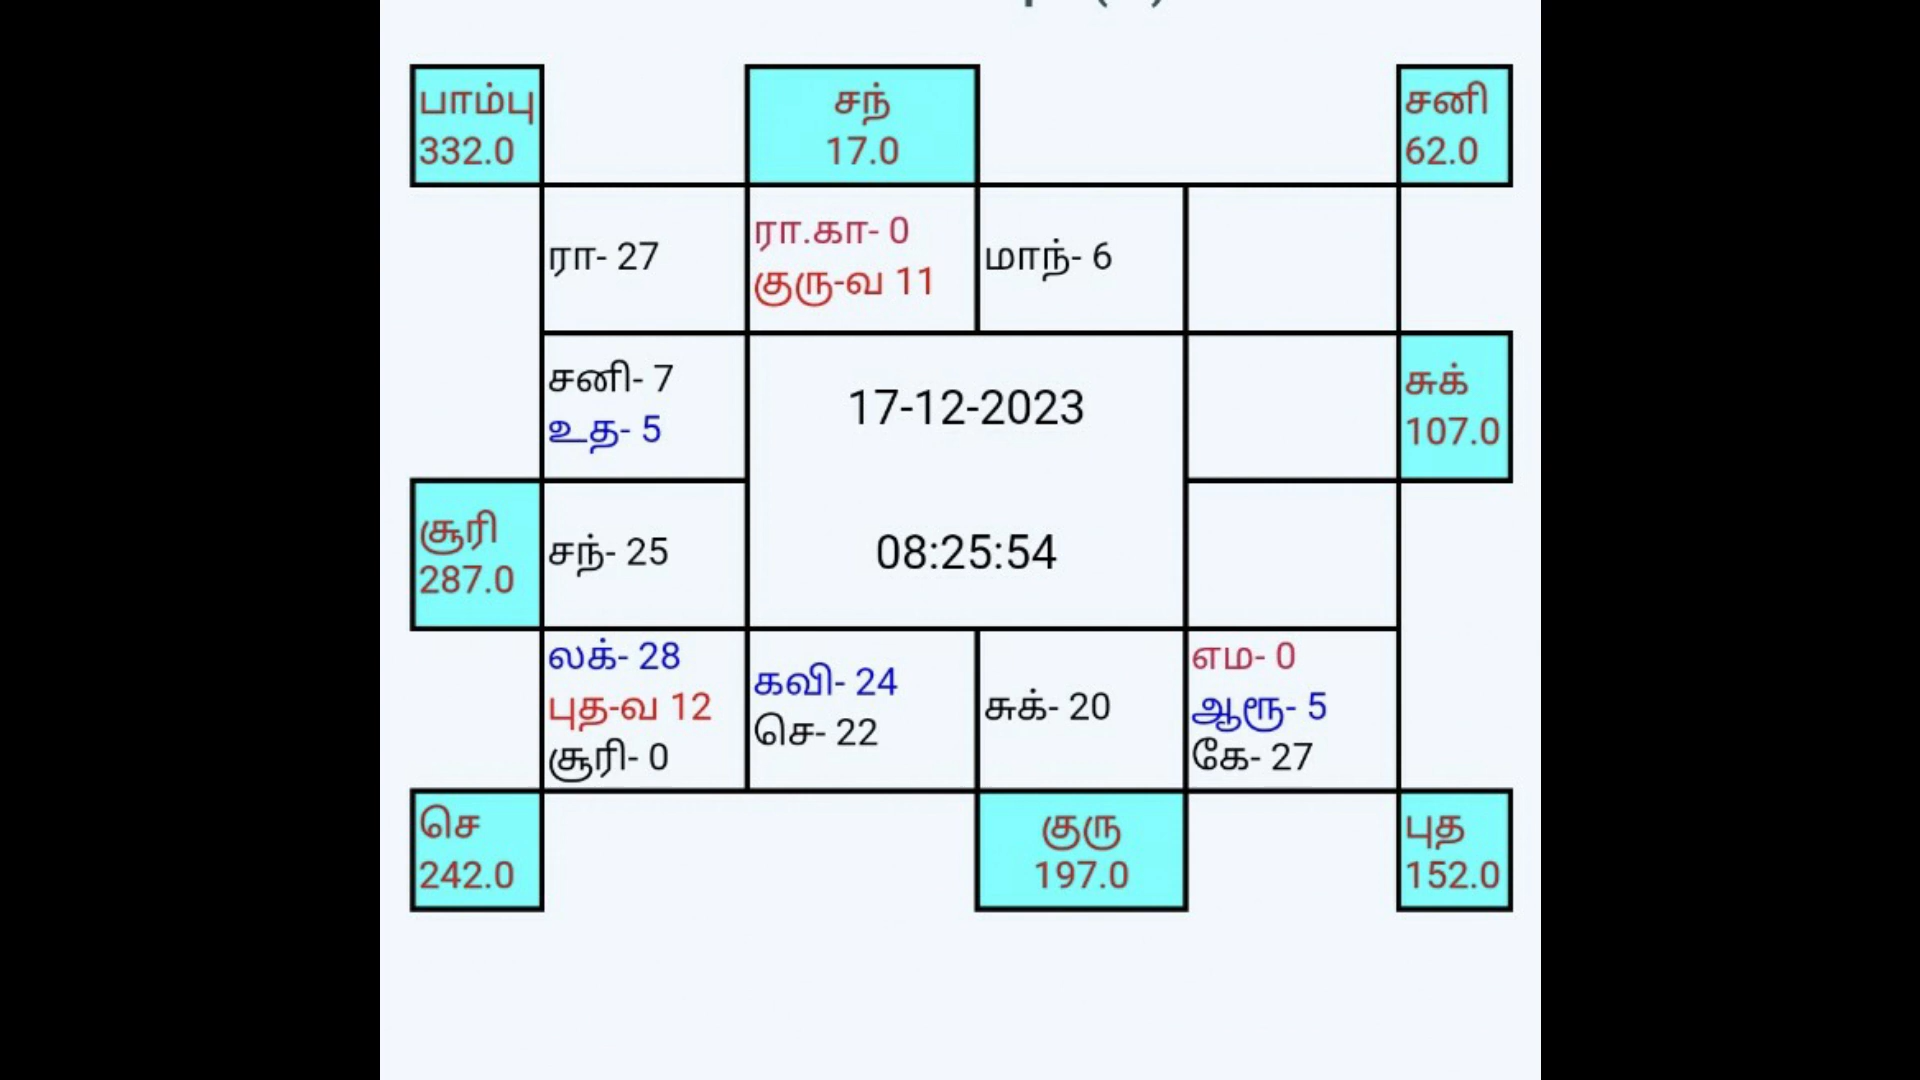 பாம்பு
332.0
சந்
17.0
சனி
62.0
ரா- 27
ரா.கா- 0
குரு-வ 11
மாந்- 6
சனி- 7
உத- 5
17-12-2023
சுக்
107.0
சூரி
287.0
சந்- 25
08:25:54
லக்- 28
புத-வ 12
சூரி- 0
கவி- 24
செ- 22
சுக்- 20
எம- 0
ஆரூ- 5
கே- 27
செ
242.0
குரு
197.0
புத
152.0